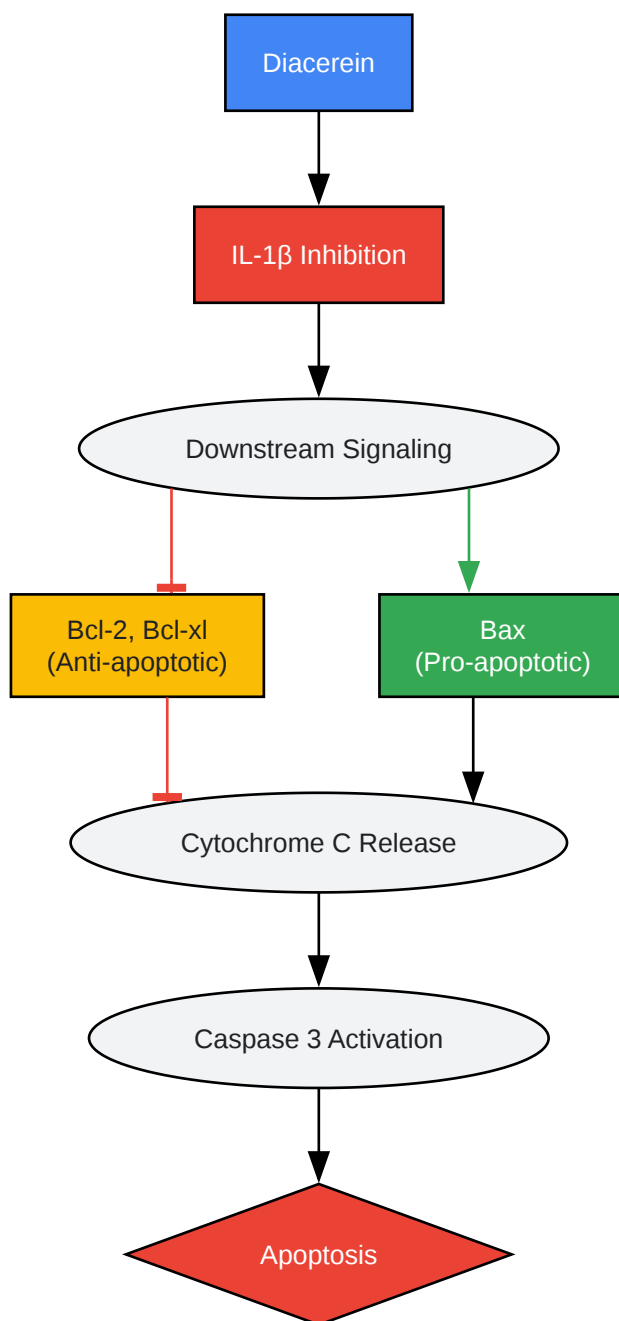 Diacerein
IL-1β Inhibition
Downstream Signaling
Bcl-2, Bcl-xl
(Anti-apoptotic)
Bax
(Pro-apoptotic)
Cytochrome C Release
Caspase 3 Activation
Apoptosis